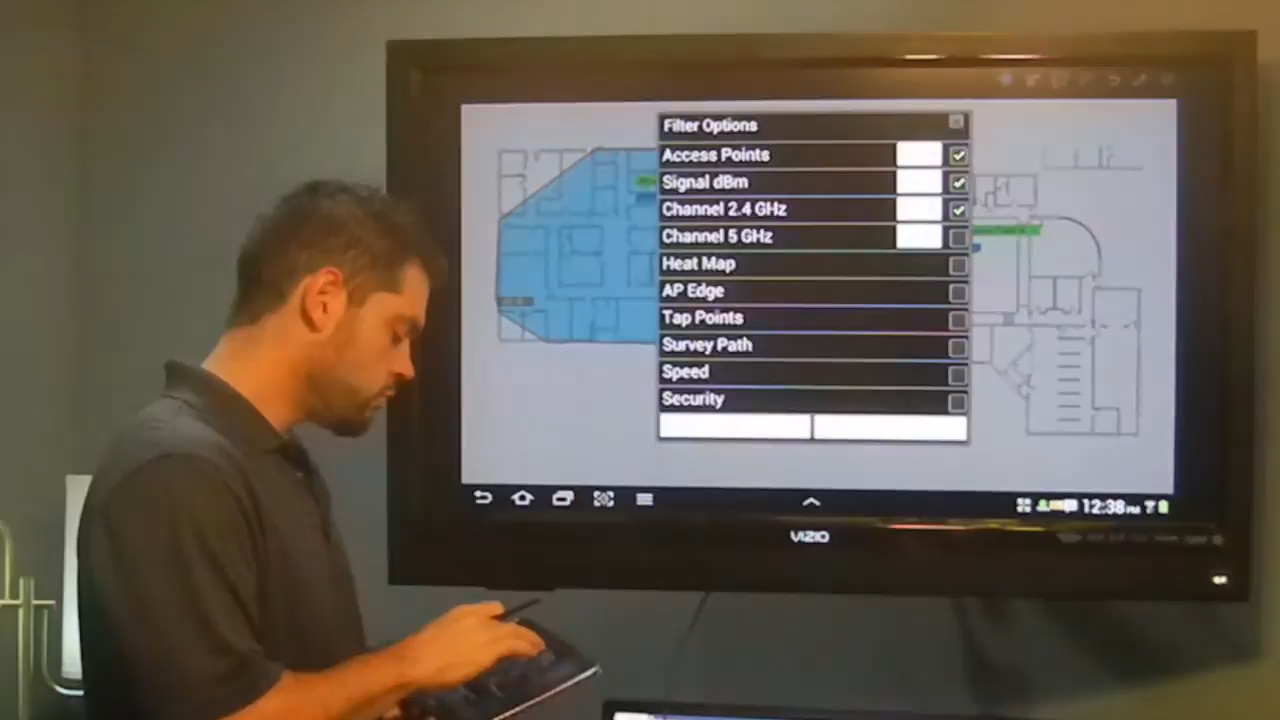 Filter Options
Access Points
Signal dBm
Channel 2.4 GHz
Channel 5 GHz
Heat Map
AP Edge
Tap Points
Survey Path
Speed
Security
12:38PM
VIZIO